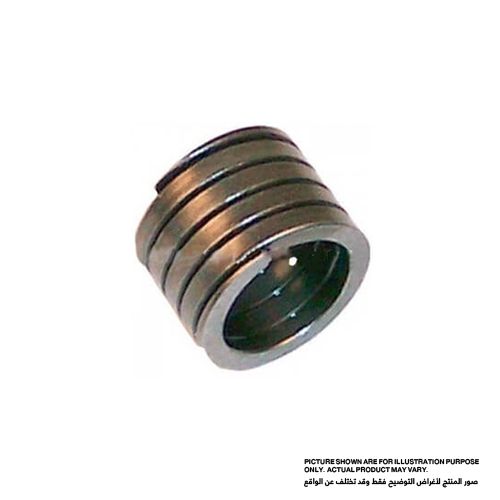 PICTURE SHOWN ARE FOR ILLUSTRATION PURPOSE
ONLY. ACTUAL PRODUCT MAY VARY.
صور المنتج لأغراض التوضيح فقط وقد تختلف عن الواقع